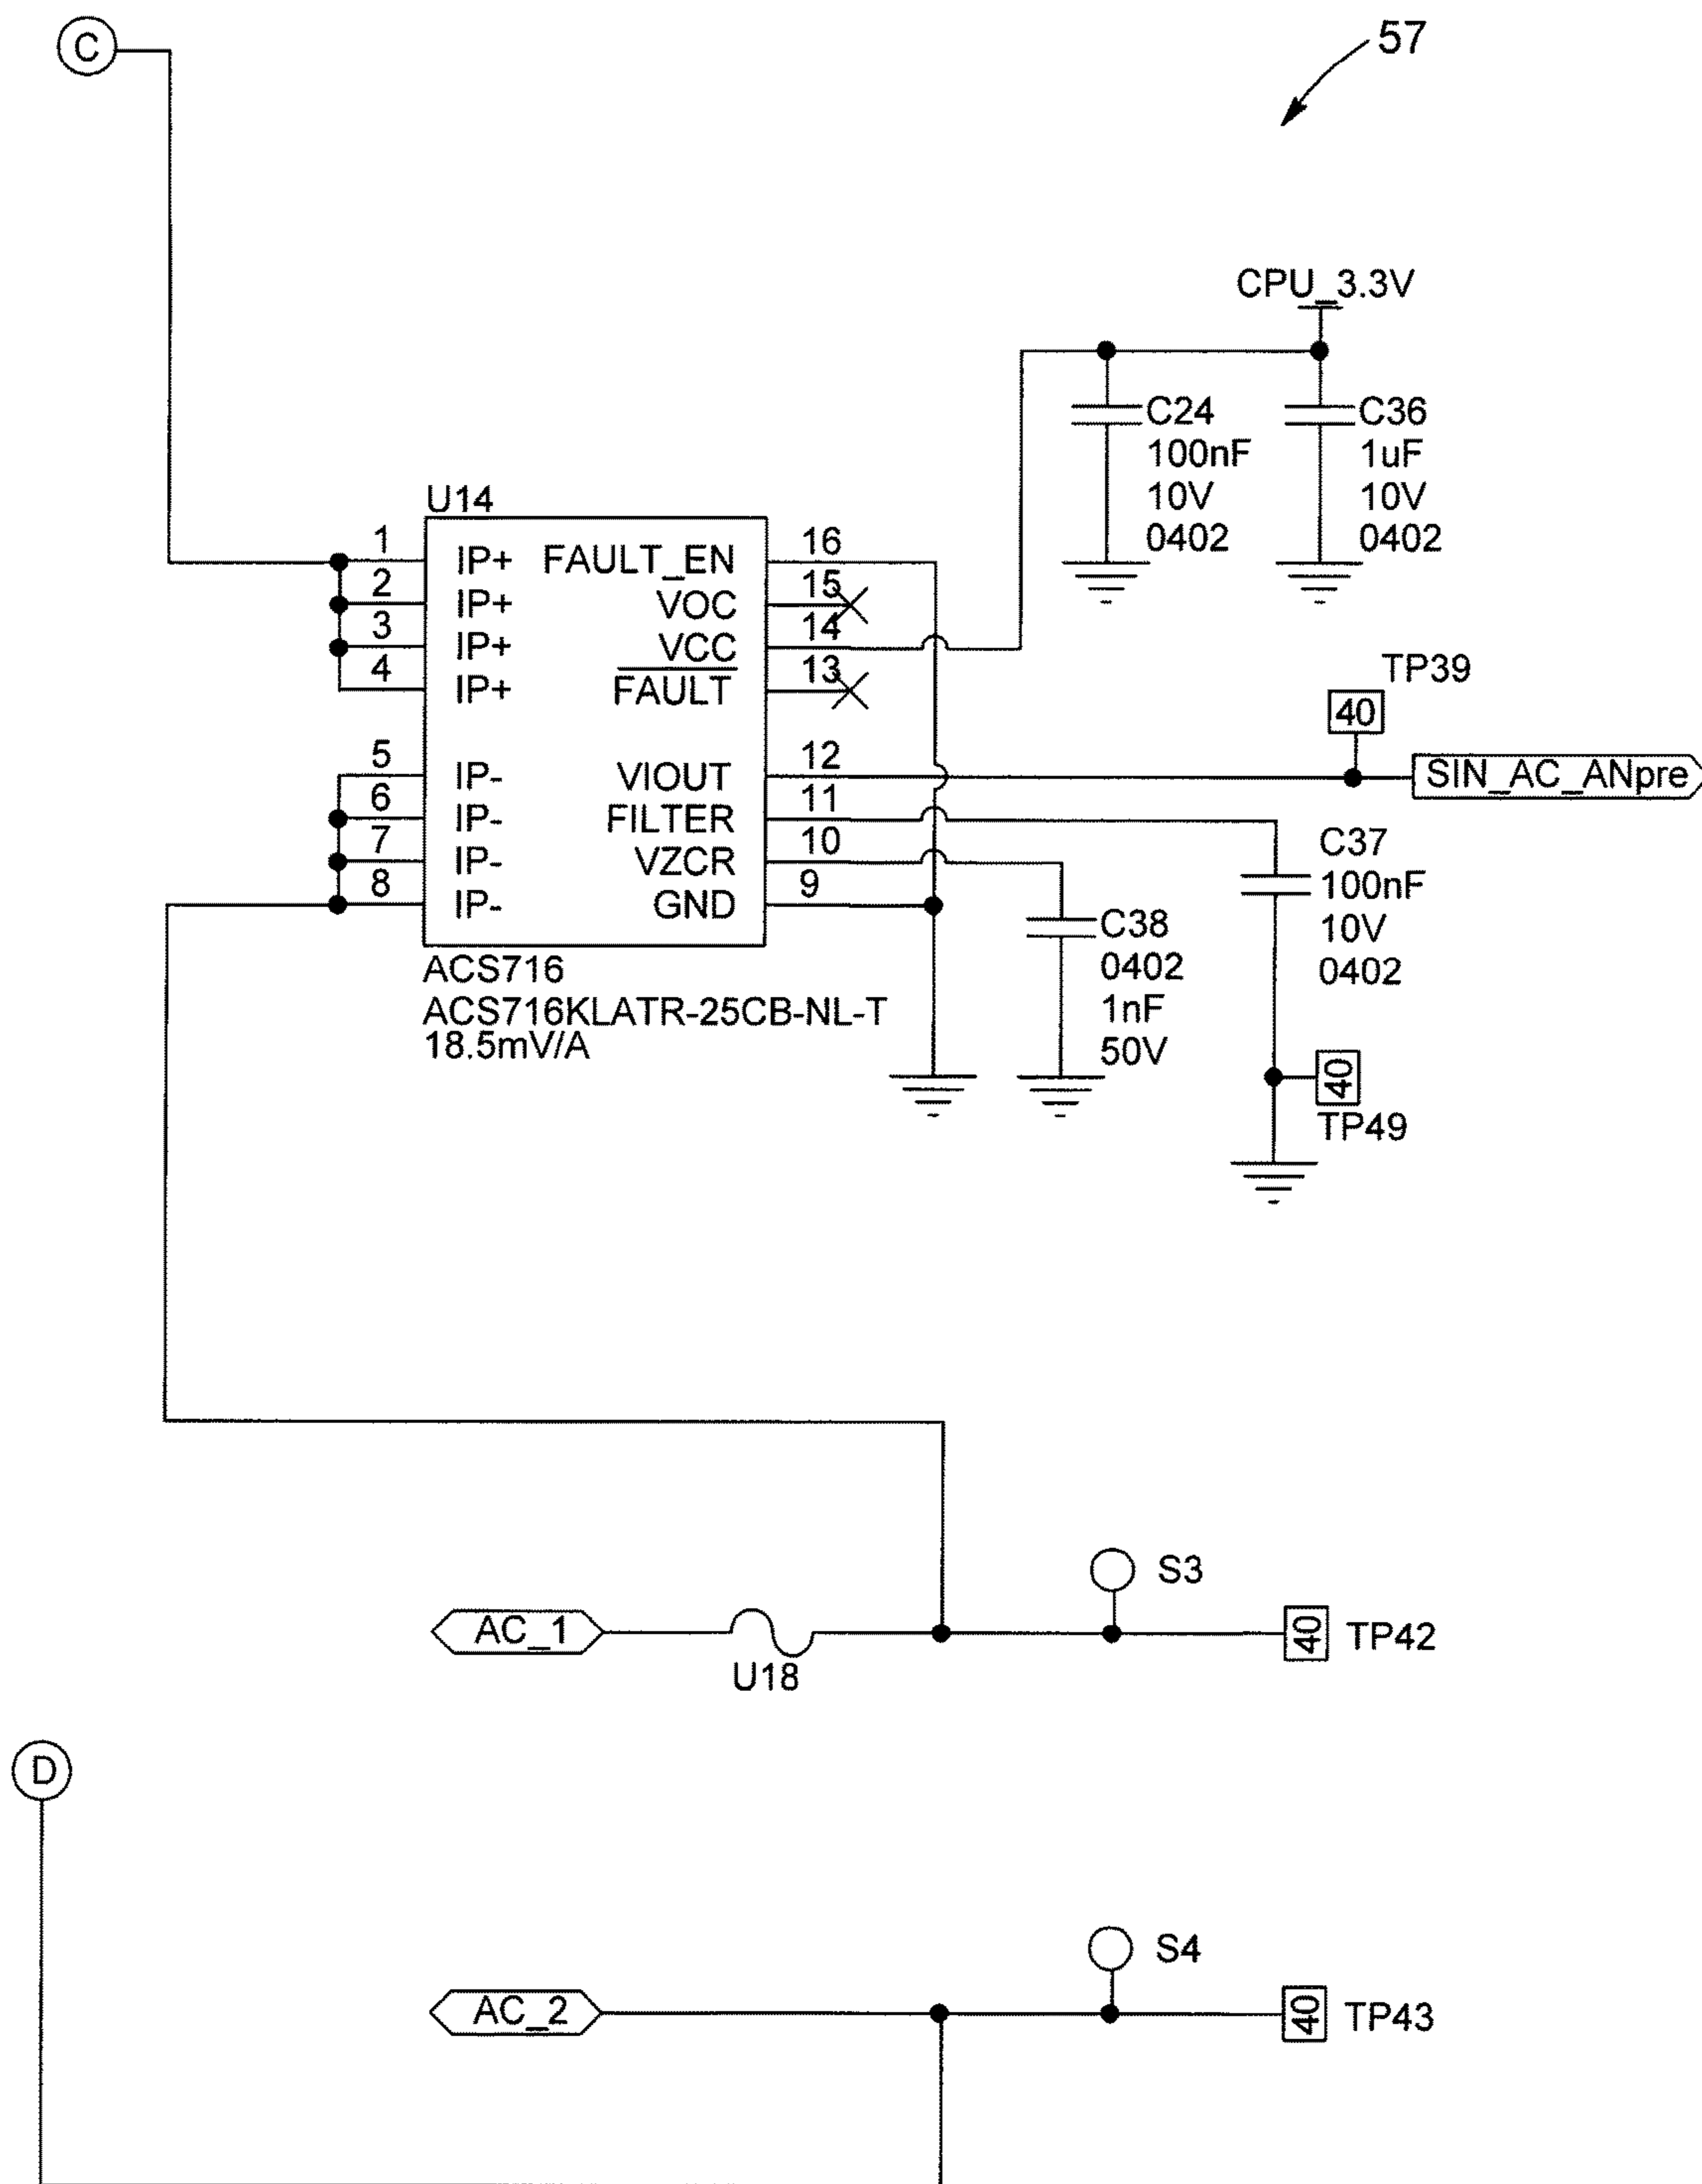 C
57
CPU_3.3V
C24
100nF
10V
0402
C36
1uF
10V
0402
U14
1 IP+ FAULT_EN 16
2 IP+ VOC 15
3 IP+ VCC 14
4 IP+ FAULT 13
5 IP- VIOUT 12
6 IP- FILTER 11
7 IP- VZCR 10
8 IP- GND 9
ACS716
ACS716KLATR-25CB-NL-T
18.5mV/A
TP39
40
SIN_AC_ANpre
C37
100nF
10V
0402
C38
0402
1nF
50V
40
TP49
S3
AC_1
U18
40
TP42
D
S4
AC_2
40
TP43